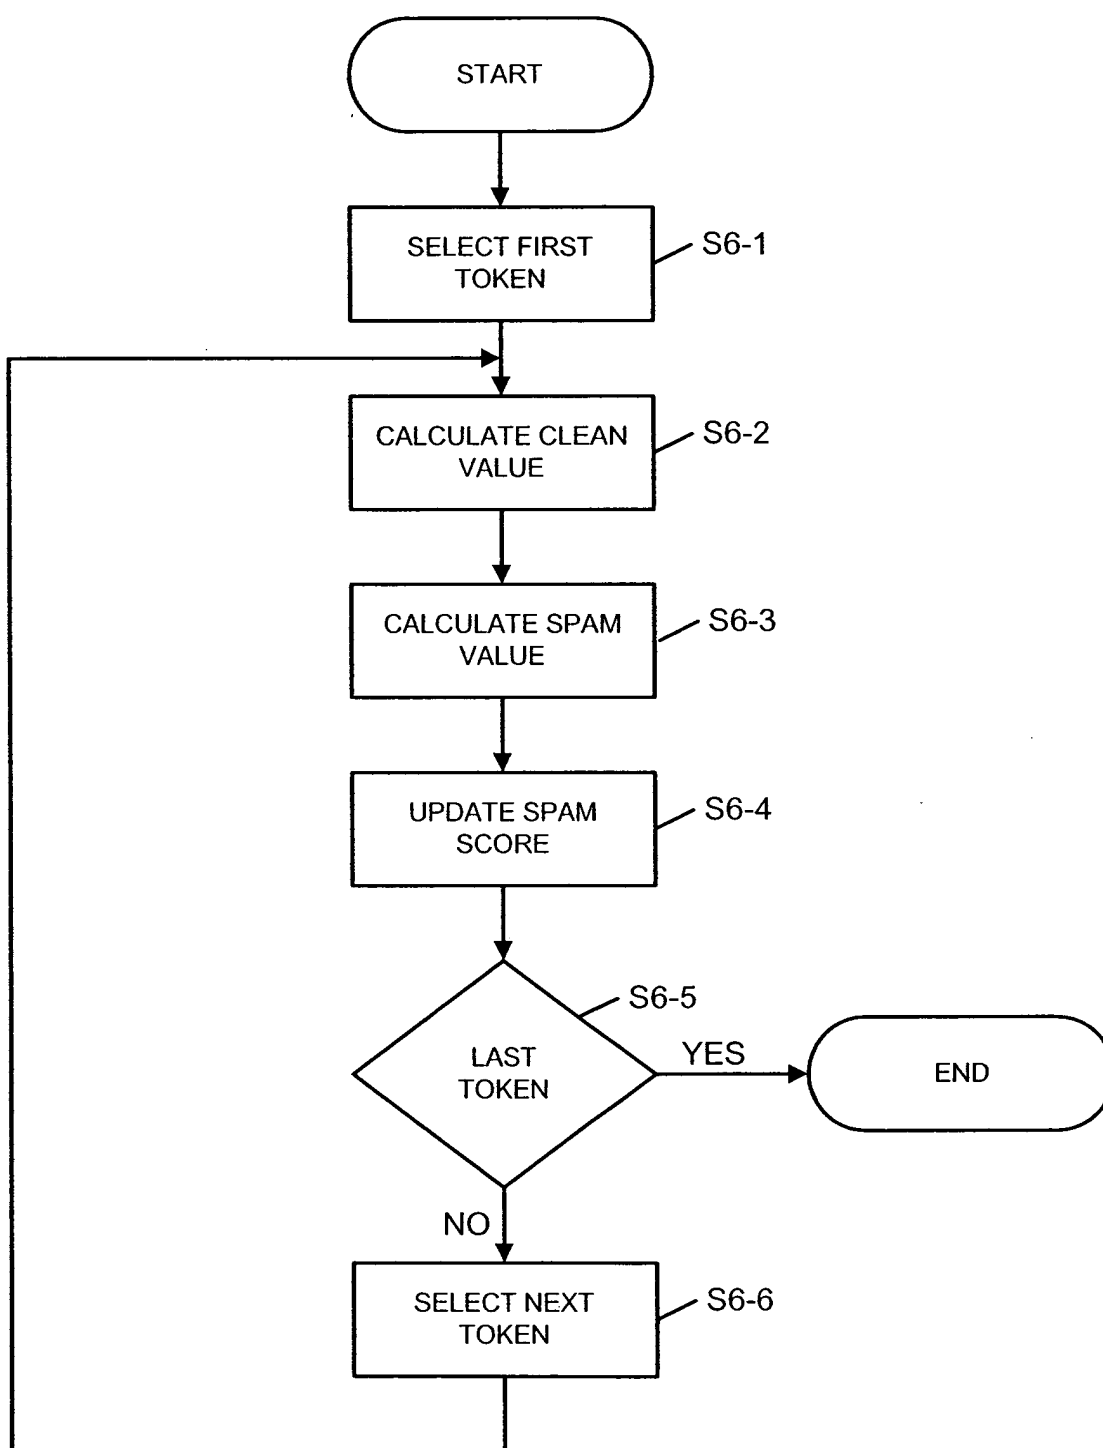 START
SELECT FIRST
TOKEN
S6-1
CALCULATE CLEAN
VALUE
S6-2
CALCULATE SPAM
VALUE
S6-3
UPDATE SPAM
SCORE
S6-4
S6-5
LAST
TOKEN
YES
END
NO
SELECT NEXT
TOKEN
S6-6